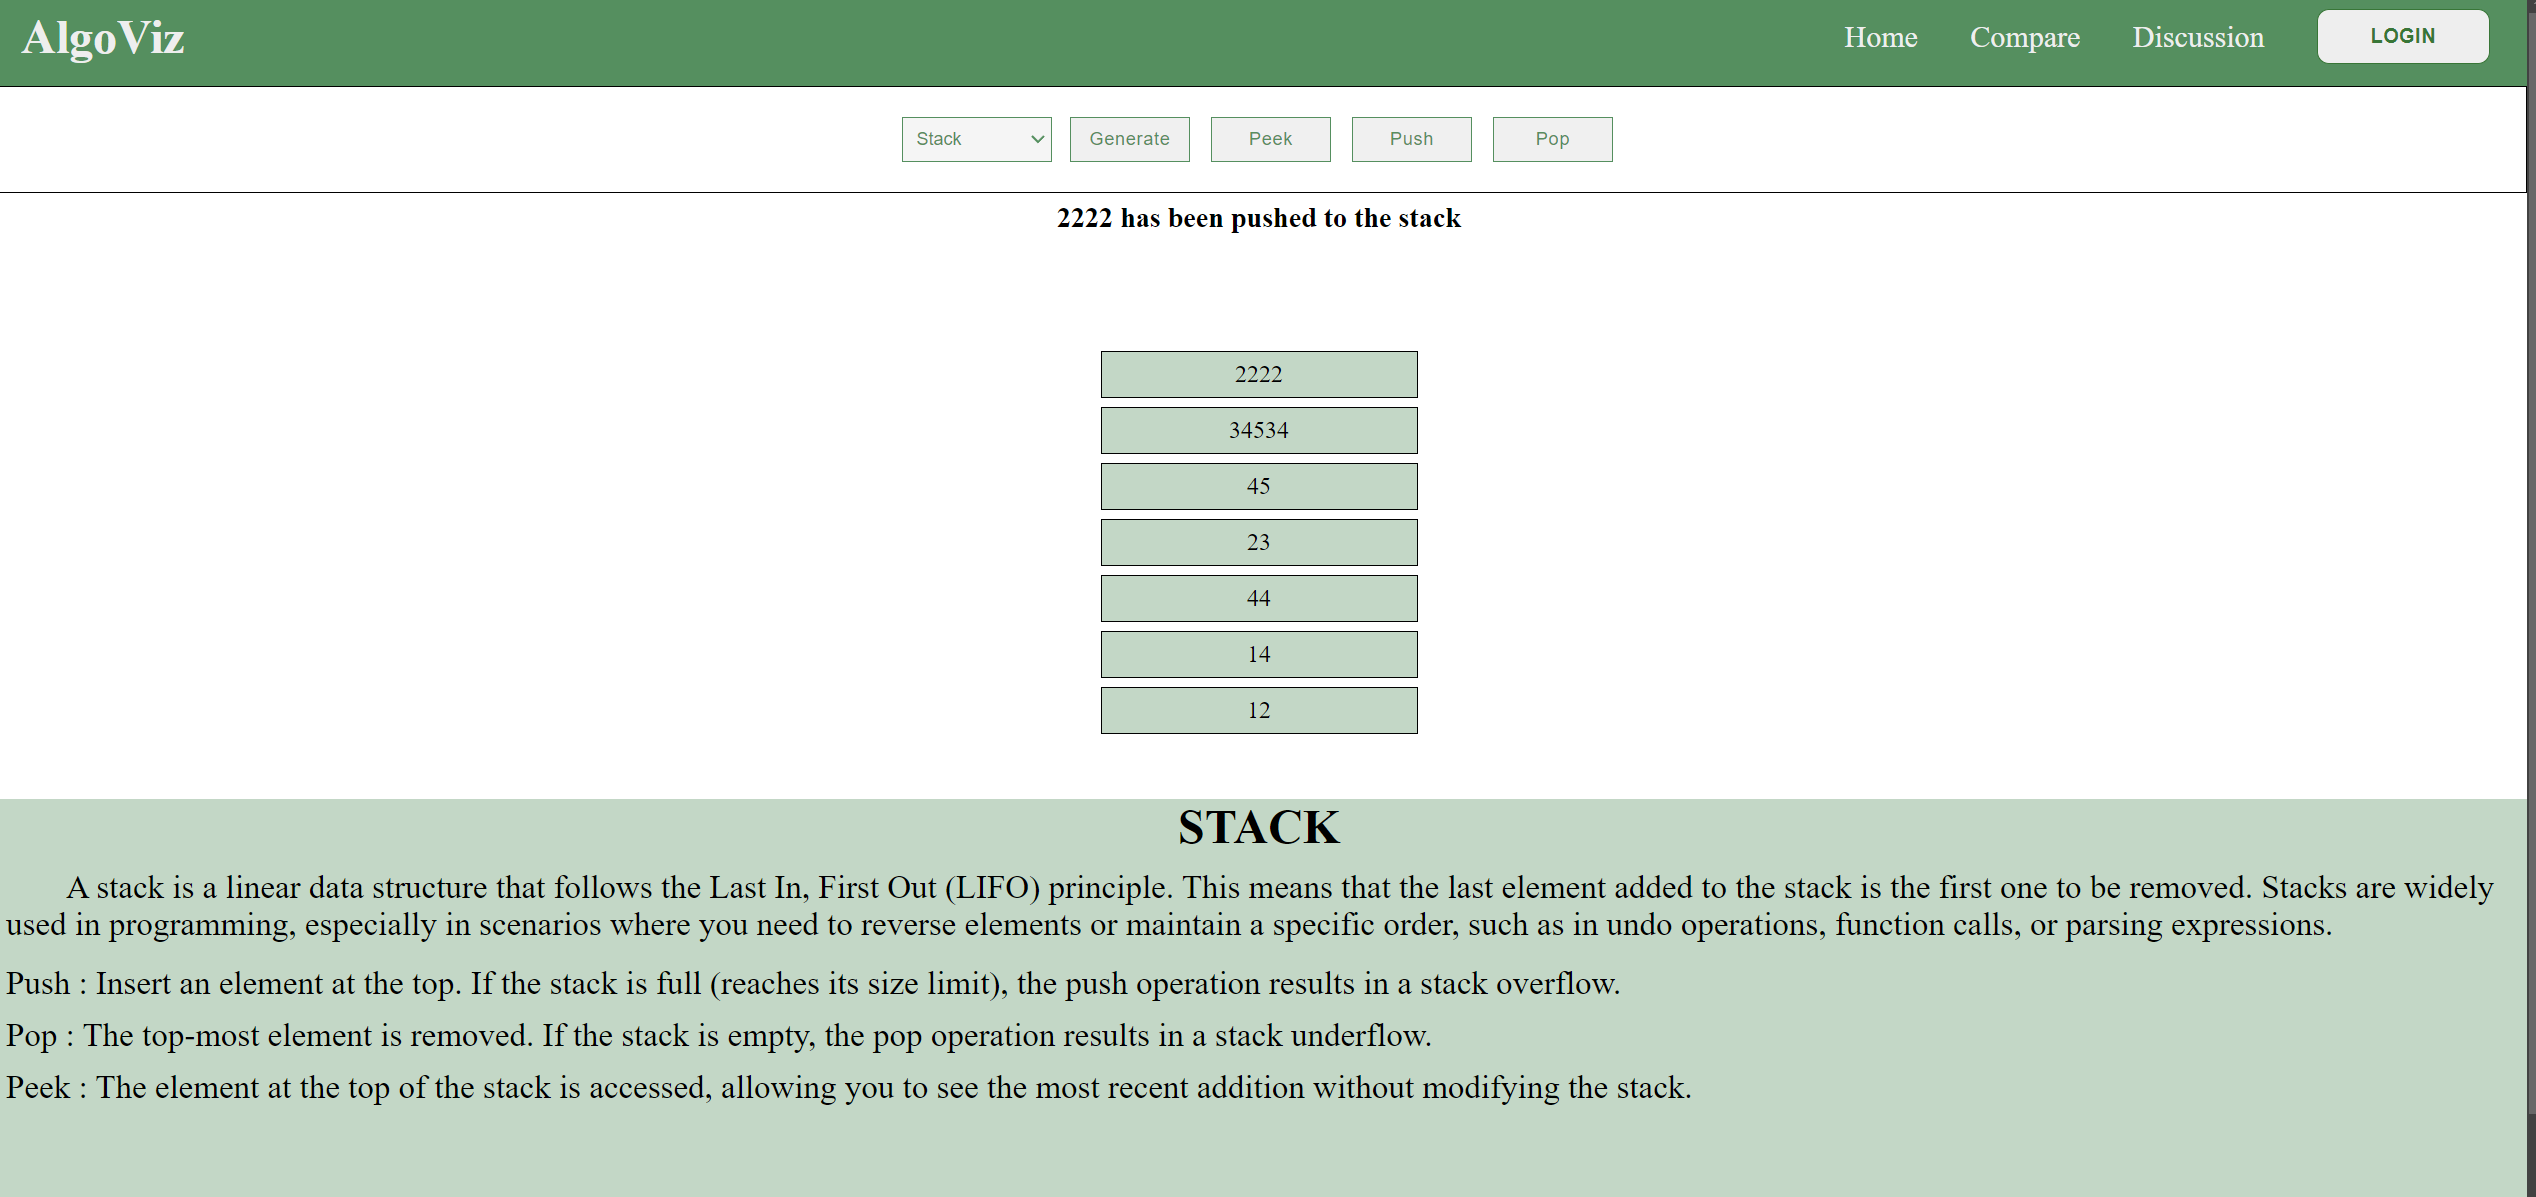 AlgoViz
Home Compare Discussion LOGIN
Stack Generate Peek Push Pop
2222 has been pushed to the stack
2222
34534
45
23
44
14
12
STACK
A stack is a linear data structure that follows the Last In, First Out (LIFO) principle. This means that the last element added to the stack is the first one to be removed. Stacks are widely
used in programming, especially in scenarios where you need to reverse elements or maintain a specific order, such as in undo operations, function calls, or parsing expressions.
Push : Insert an element at the top. If the stack is full (reaches its size limit), the push operation results in a stack overflow.
Pop : The top-most element is removed. If the stack is empty, the pop operation results in a stack underflow.
Peek : The element at the top of the stack is accessed, allowing you to see the most recent addition without modifying the stack.